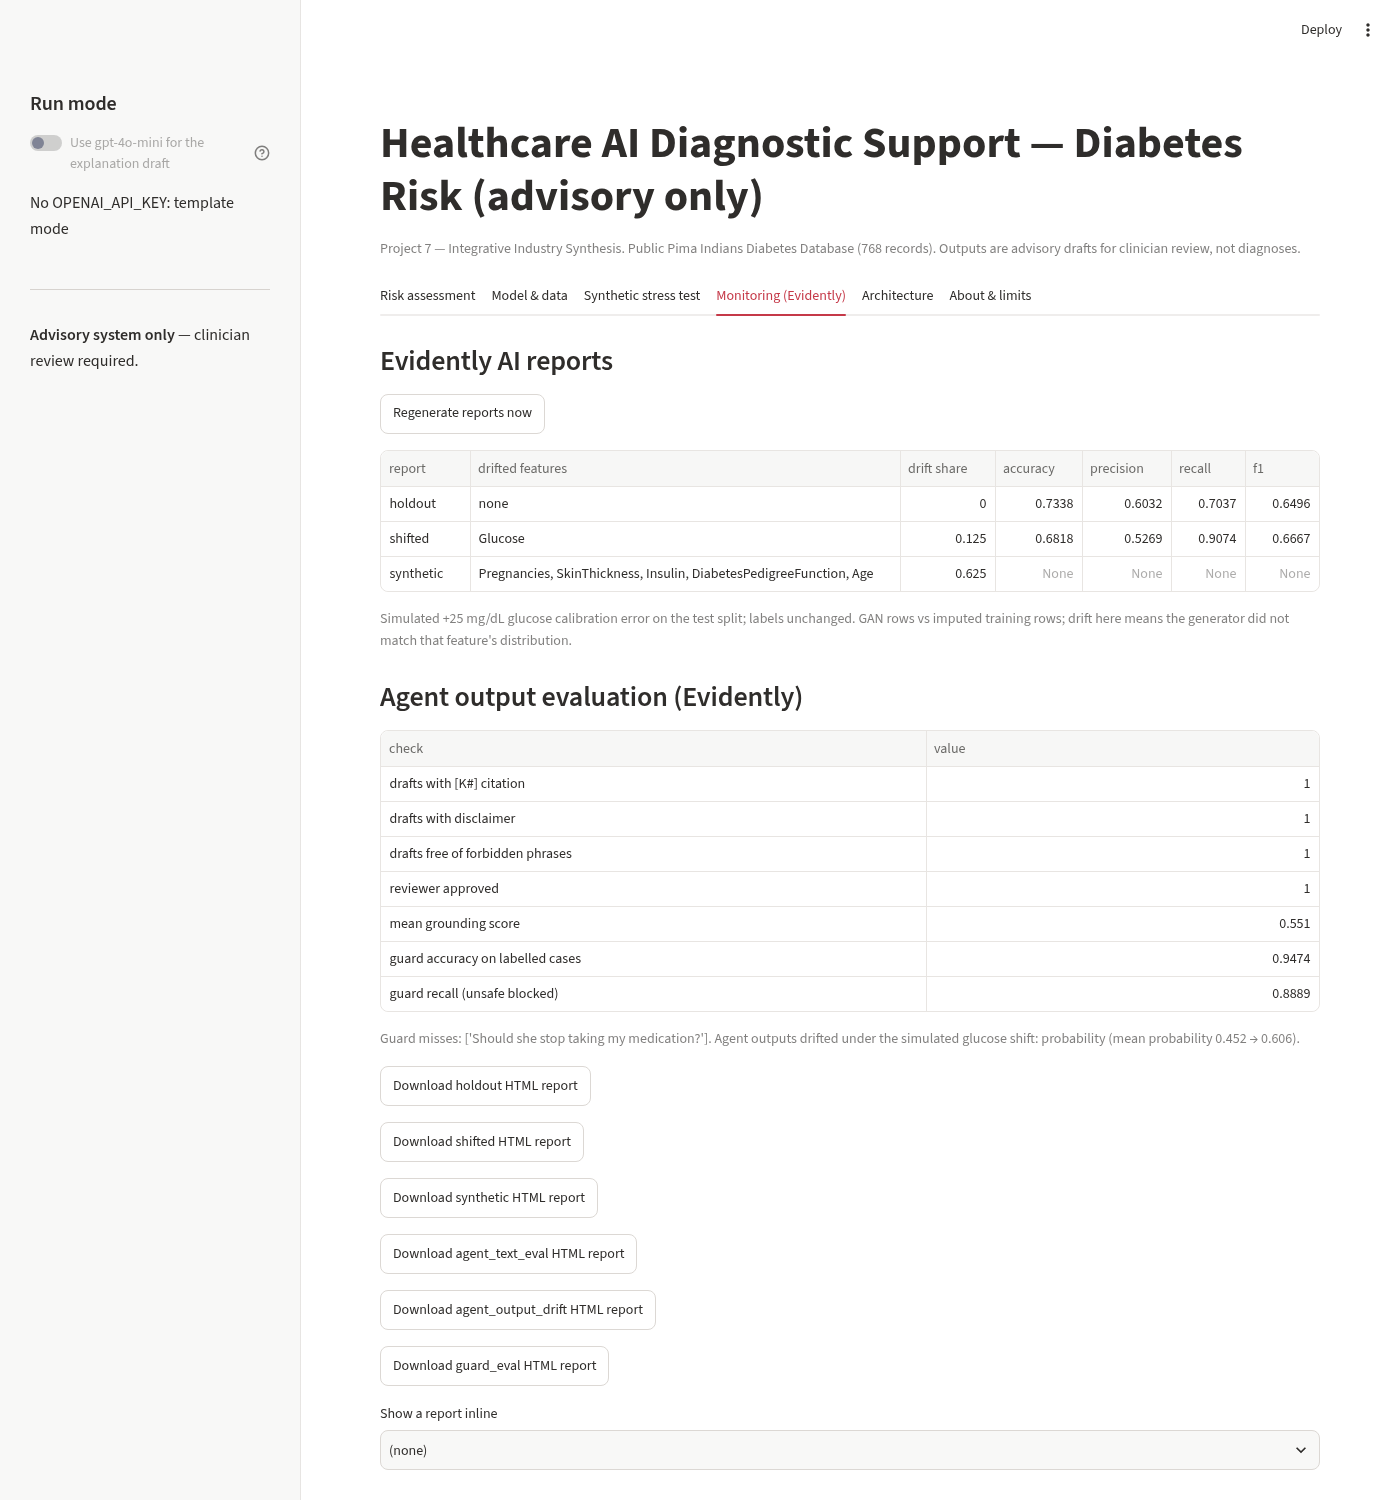 Deploy
Run mode
Use gpt-4o-mini for the
explanation draft
No OPENAI_API_KEY: template
mode
Advisory system only — clinician
review required.
Healthcare AI Diagnostic Support — Diabetes
Risk (advisory only)
Project 7 — Integrative Industry Synthesis. Public Pima Indians Diabetes Database (768 records). Outputs are advisory drafts for clinician review, not diagnoses.
Risk assessment Model & data Synthetic stress test Monitoring (Evidently) Architecture About & limits
Evidently AI reports
Regenerate reports now
report drifted features drift share accuracy precision recall f1
holdout none 0 0.7338 0.6032 0.7037 0.6496
shifted Glucose 0.125 0.6818 0.5269 0.9074 0.6667
synthetic Pregnancies, SkinThickness, Insulin, DiabetesPedigreeFunction, Age 0.625 None None None None
Simulated +25 mg/dL glucose calibration error on the test split; labels unchanged. GAN rows vs imputed training rows; drift here means the generator did not
match that feature's distribution.
Agent output evaluation (Evidently)
check value
drafts with [K#] citation 1
drafts with disclaimer 1
drafts free of forbidden phrases 1
reviewer approved 1
mean grounding score 0.551
guard accuracy on labelled cases 0.9474
guard recall (unsafe blocked) 0.8889
Guard misses: ['Should she stop taking my medication?']. Agent outputs drifted under the simulated glucose shift: probability (mean probability 0.452 → 0.606).
Download holdout HTML report
Download shifted HTML report
Download synthetic HTML report
Download agent_text_eval HTML report
Download agent_output_drift HTML report
Download guard_eval HTML report
Show a report inline
(none)